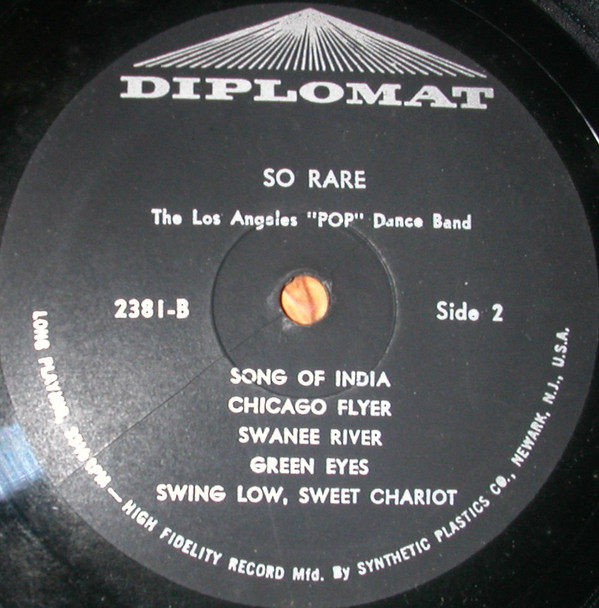 DIPLOMAT
SO RARE
The Los Angeles "POP" Dance Band
2381-B
Side 2
SONG OF INDIA
CHICAGO FLYER
SWANEE RIVER
GREEN EYES
SWING LOW, SWEET CHARIOT
LONG PLAYING, RPM — HIGH FIDELITY RECORD Mfd. By SYNTHETIC PLASTICS CO., NEWARK, N.J., U.S.A.